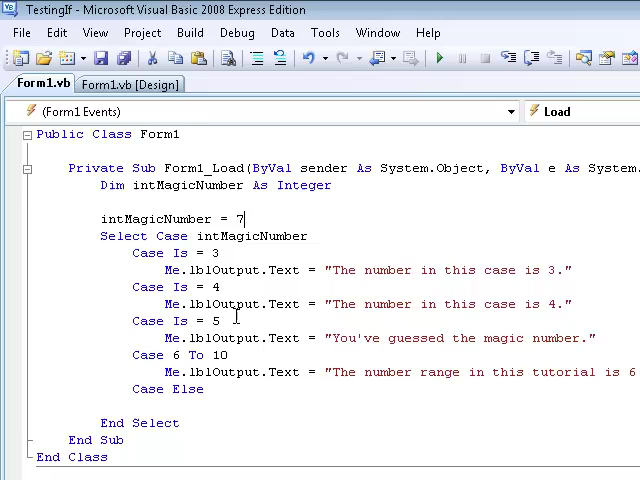 TestingIf - Microsoft Visual Basic 2008 Express Edition
File Edit View Project Build Debug Data Tools Window Help
Form1.vb Form1.vb [Design]
(Form1 Events) Load
Public Class Form1
Private Sub Form1_Load(ByVal sender As System.Object, ByVal e As System.
Dim intMagicNumber As Integer
intMagicNumber = 7
Select Case intMagicNumber
Case Is = 3
Me.lblOutput.Text = "The number in this case is 3."
Case Is = 4
Me.lblOutput.Text = "The number in this case is 4."
Case Is = 5
Me.lblOutput.Text = "You've guessed the magic number."
Case 6 To 10
Me.lblOutput.Text = "The number range in this tutorial is 6
Case Else
End Select
End Sub
End Class